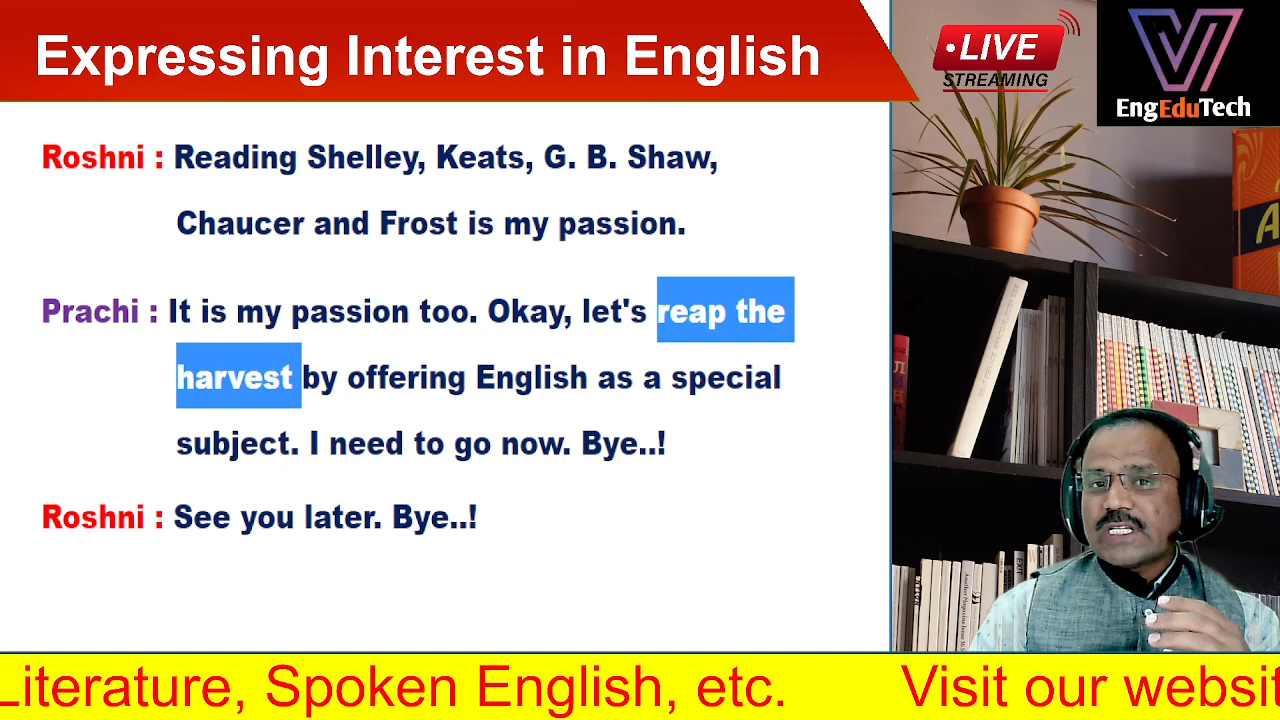 Expressing Interest in English
• LIVE
STREAMING
EngEduTech
Roshni : Reading Shelley, Keats, G. B. Shaw,
Chaucer and Frost is my passion.
Prachi : It is my passion too. Okay, let's reap the
harvest by offering English as a special
subject. I need to go now. Bye..!
Roshni : See you later. Bye..!
Literature, Spoken English, etc. Visit our websit